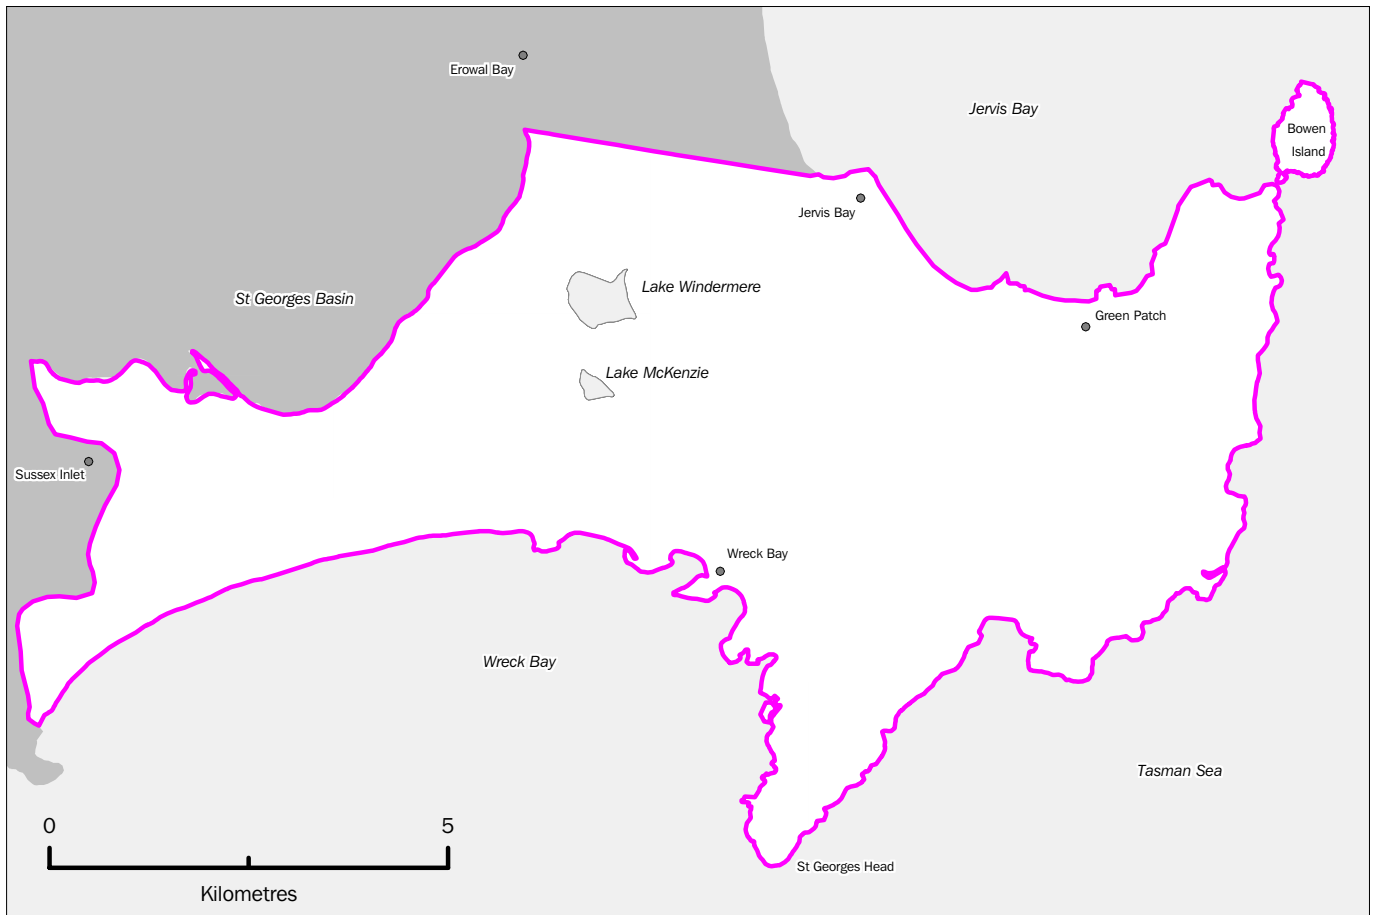 Erowal Bay
Jervis Bay
Bowen
Island
Jervis Bay
Lake Windermere
St Georges Basin
Green Patch
Lake McKenzie
Sussex Inlet
Wreck Bay
Wreck Bay
Tasman Sea
0
5
St Georges Head
Kilometres